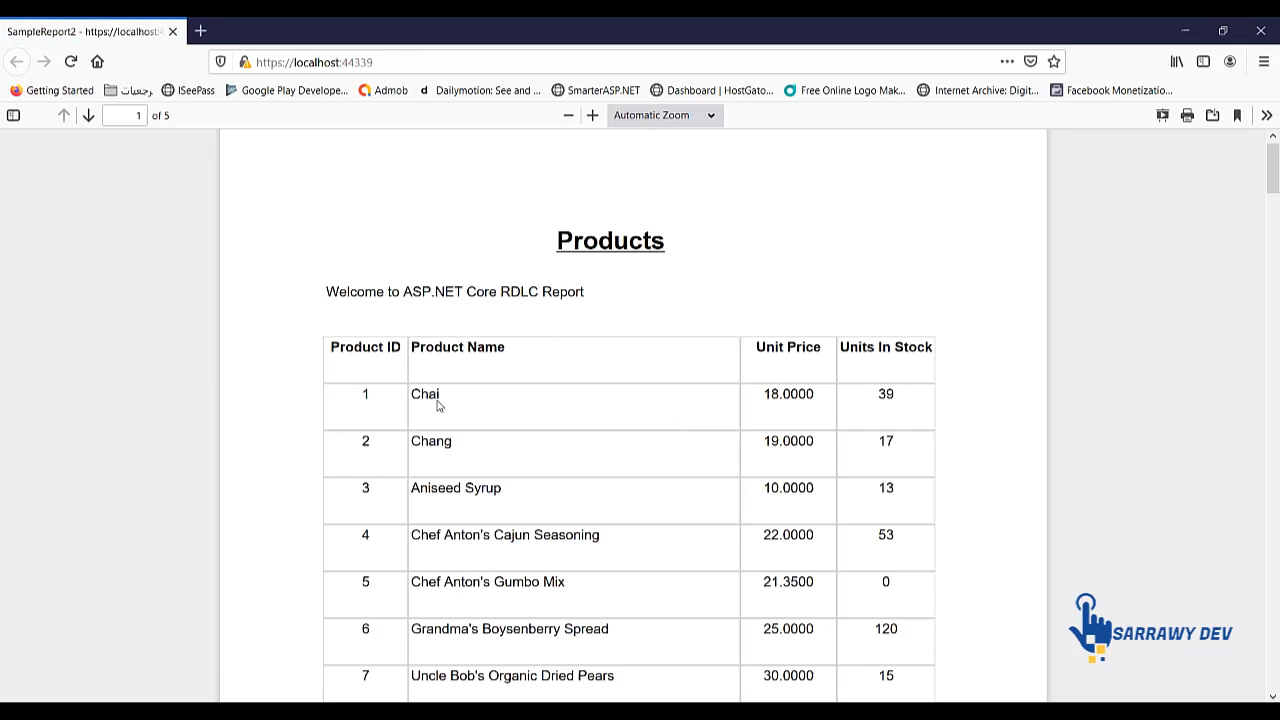 SampleReport2 - https://localhost:4
https://localhost:44339
Getting Started
رجعيات
ISeePass
Google Play Develope...
Admob
Dailymotion: See and ...
SmarterASP.NET
Dashboard | HostGato...
Free Online Logo Mak...
Internet Archive: Digit...
Facebook Monetizatio...
1 of 5
Automatic Zoom
Products
Welcome to ASP.NET Core RDLC Report
Product ID Product Name Unit Price Units In Stock
1 Chai 18.0000 39
2 Chang 19.0000 17
3 Aniseed Syrup 10.0000 13
4 Chef Anton's Cajun Seasoning 22.0000 53
5 Chef Anton's Gumbo Mix 21.3500 0
6 Grandma's Boysenberry Spread 25.0000 120
7 Uncle Bob's Organic Dried Pears 30.0000 15
SARRAWY DEV